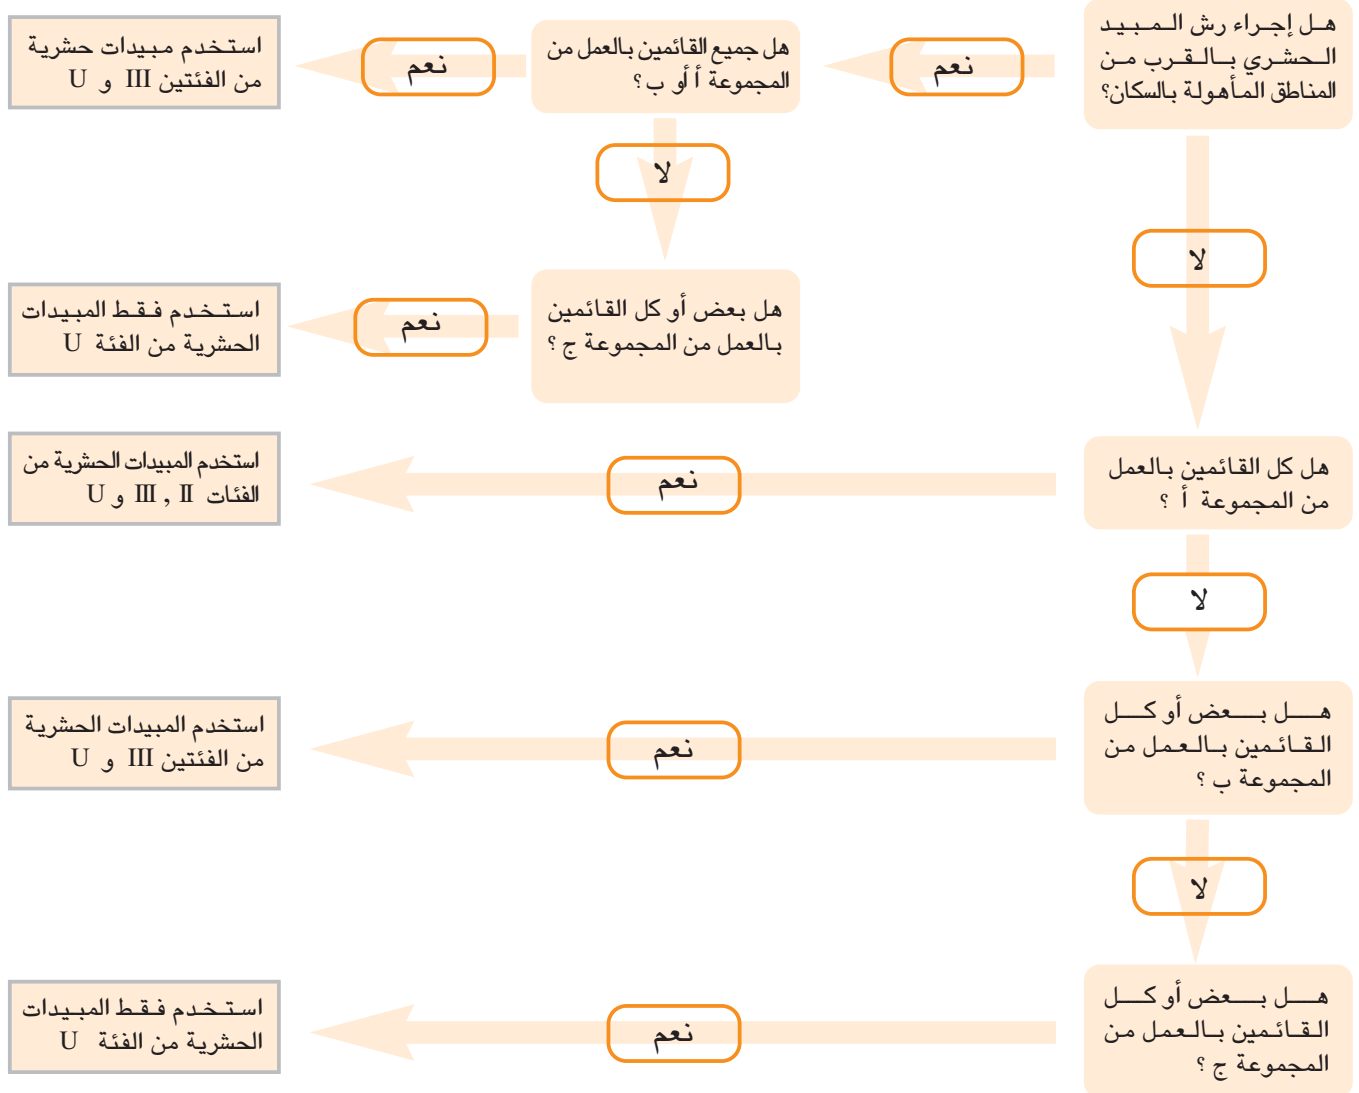 هل إجراء رش المبيد
الحشري بالقرب من
المناطق المأهولة بالسكان؟
نعم
هل جميع القائمين بالعمل من
المجموعة أ أو ب؟
نعم
استخدم مبيدات حشرية
من الفئتين III و U
لا
لا
هل بعض أو كل القائمين
بالعمل من المجموعة ج؟
نعم
استخدم فقط المبيدات
الحشرية من الفئة U
هل كل القائمين بالعمل
من المجموعة أ ؟
نعم
استخدم المبيدات الحشرية من
الفئات II , III و U
لا
هل بعض أو كل
القائمين بالعمل من
المجموعة ب ؟
نعم
استخدم المبيدات الحشرية
من الفئتين III و U
لا
هل بعض أو كل
القائمين بالعمل من
المجموعة ج ؟
نعم
استخدم فقط المبيدات
الحشرية من الفئة U